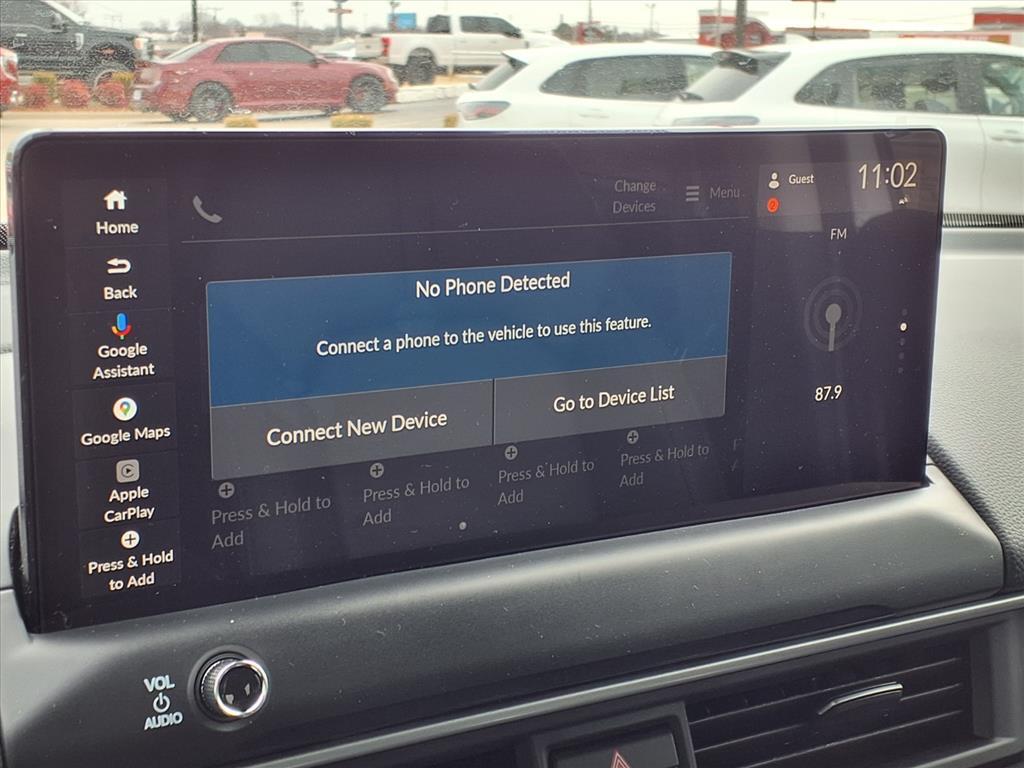 Home
Back
Google
Assistant
Google Maps
Apple
CarPlay
Press & Hold
to Add
Change
Devices
Menu
No Phone Detected
Connect a phone to the vehicle to use this feature.
Connect New Device
Go to Device List
Press & Hold to
Add
Press & Hold to
Add
Press & Hold to
Add
Press & Hold to
Add
Guest
2
11:02
FM
87.9
VOL
AUDIO